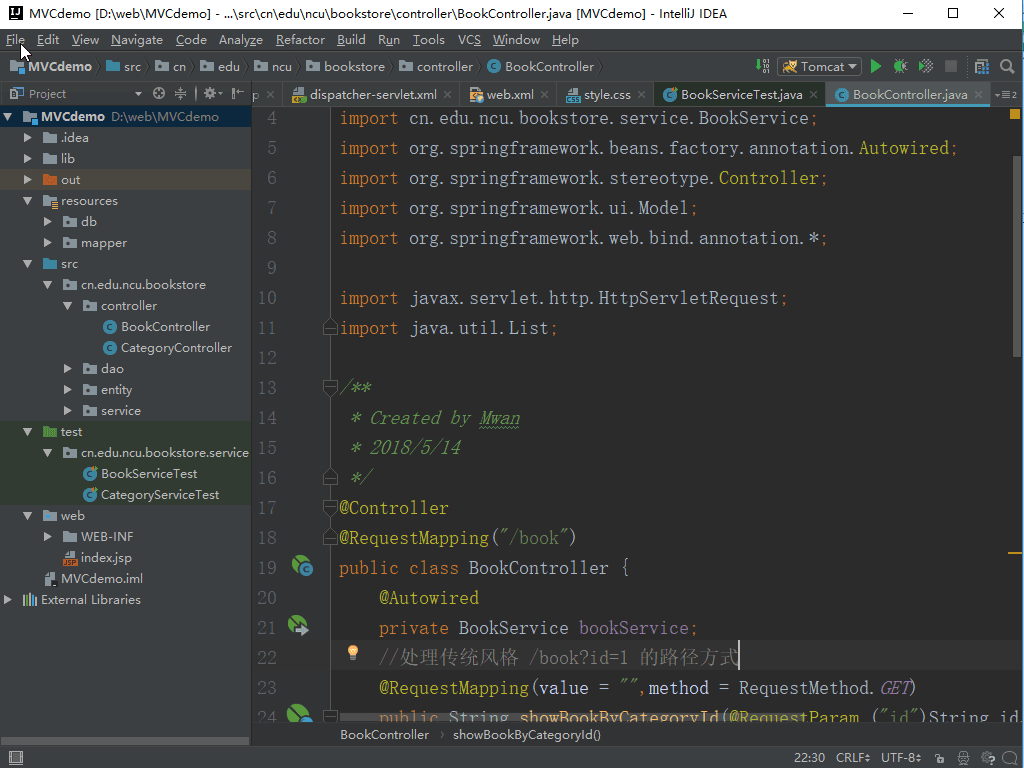 MVCdemo [D:\web\MVCdemo] - ...\src\cn\edu\ncu\bookstore\controller\BookController.java [MVCdemo] - IntelliJ IDEA
File Edit View Navigate Code Analyze Refactor Build Run Tools VCS Window Help
MVCdemo src cn edu ncu bookstore controller BookController Tomcat
Project p dispatcher-servlet.xml web.xml style.css BookServiceTest.java BookController.java 2
MVCdemo D:\web\MVCdemo
.idea
lib
out
resources
db
mapper
src
cn.edu.ncu.bookstore
controller
BookController
CategoryController
dao
entity
service
test
cn.edu.ncu.bookstore.service
BookServiceTest
CategoryServiceTest
web
WEB-INF
index.jsp
MVCdemo.iml
External Libraries
4 import cn.edu.ncu.bookstore.service.BookService;
5 import org.springframework.beans.factory.annotation.Autowired;
6 import org.springframework.stereotype.Controller;
7 import org.springframework.ui.Model;
8 import org.springframework.web.bind.annotation.*;
9
10 import javax.servlet.http.HttpServletRequest;
11 import java.util.List;
12
13 /**
14 * Created by Mwan
15 * 2018/5/14
16 */
17 @Controller
18 @RequestMapping("/book")
19 public class BookController {
20 @Autowired
21 private BookService bookService;
22 //处理传统风格 /book?id=1 的路径方式
23 @RequestMapping(value = "",method = RequestMethod.GET)
24 public String showBookByCategoryId(@RequestParam ("id")String id
BookController showBookByCategoryId()
22:30 CRLF UTF-8